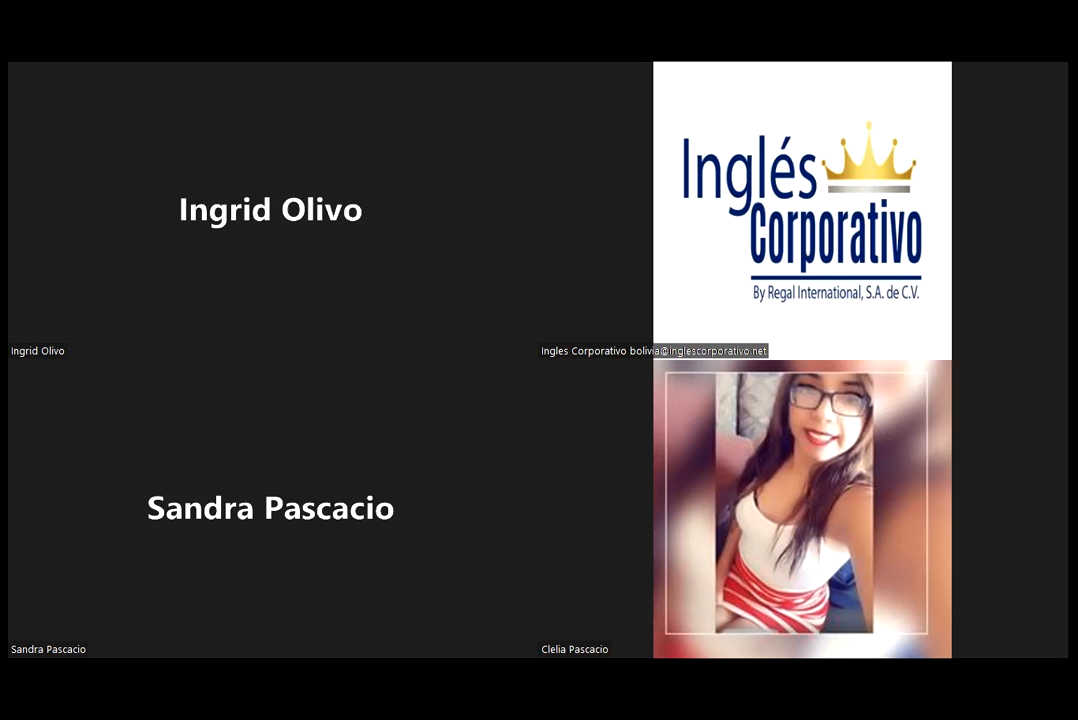 Ingrid Olivo
Inglés
Corporativo
By Regal International, S.A. de C.V.
Ingrid Olivo
Ingles Corporativo bolivia@inglescorporativo.net
Sandra Pascacio
Sandra Pascacio
Clelia Pascacio